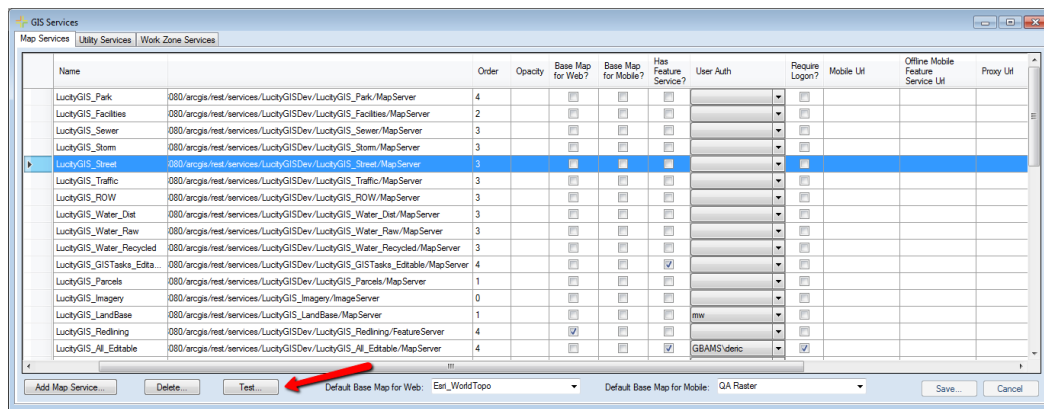 GIS Services
Map Services Utility Services Work Zone Services
Name Order Opacity Base Map for Web? Base Map for Mobile? Has Feature Service? User Auth Require Logon? Mobile Url Offline Mobile Feature Service Url Proxy Url
LucityGIS_Park 080/arcgis/rest/services/LucityGISDev/LucityGIS_Park/MapServer 4
LucityGIS_Facilities 080/arcgis/rest/services/LucityGISDev/LucityGIS_Facilities/MapServer 2
LucityGIS_Sewer 080/arcgis/rest/services/LucityGISDev/LucityGIS_Sewer/MapServer 3
LucityGIS_Storm 080/arcgis/rest/services/LucityGISDev/LucityGIS_Storm/MapServer 3
LucityGIS_Street 080/arcgis/rest/services/LucityGISDev/LucityGIS_Street/MapServer 3
LucityGIS_Traffic 080/arcgis/rest/services/LucityGISDev/LucityGIS_Traffic/MapServer 3
LucityGIS_ROW 080/arcgis/rest/services/LucityGISDev/LucityGIS_ROW/MapServer 3
LucityGIS_Water_Dist 080/arcgis/rest/services/LucityGISDev/LucityGIS_Water_Dist/MapServer 3
LucityGIS_Water_Raw 080/arcgis/rest/services/LucityGISDev/LucityGIS_Water_Raw/MapServer 3
LucityGIS_Water_Recycled 080/arcgis/rest/services/LucityGISDev/LucityGIS_Water_Recycled/MapServer 3
LucityGIS_GISTasks_Edita... 080/arcgis/rest/services/LucityGISDev/LucityGIS_GISTasks_Editable/MapServer 4
LucityGIS_Parcels 080/arcgis/rest/services/LucityGISDev/LucityGIS_Parcels/MapServer 1
LucityGIS_Imagery 080/arcgis/rest/services/LucityGIS_Imagery/ImageServer 0
LucityGIS_LandBase 080/arcgis/rest/services/LucityGISDev/LucityGIS_LandBase/MapServer 1 mw
LucityGIS_Redlining 080/arcgis/rest/services/LucityGISDev/LucityGIS_Redlining/FeatureServer 4
LucityGIS_All_Editable 080/arcgis/rest/services/LucityGISDev/LucityGIS_All_Editable/MapServer 4 GBAMS\deric
Add Map Service... Delete... Test... Default Base Map for Web: Esri_WorldTopo Default Base Map for Mobile: QA Raster Save... Cancel